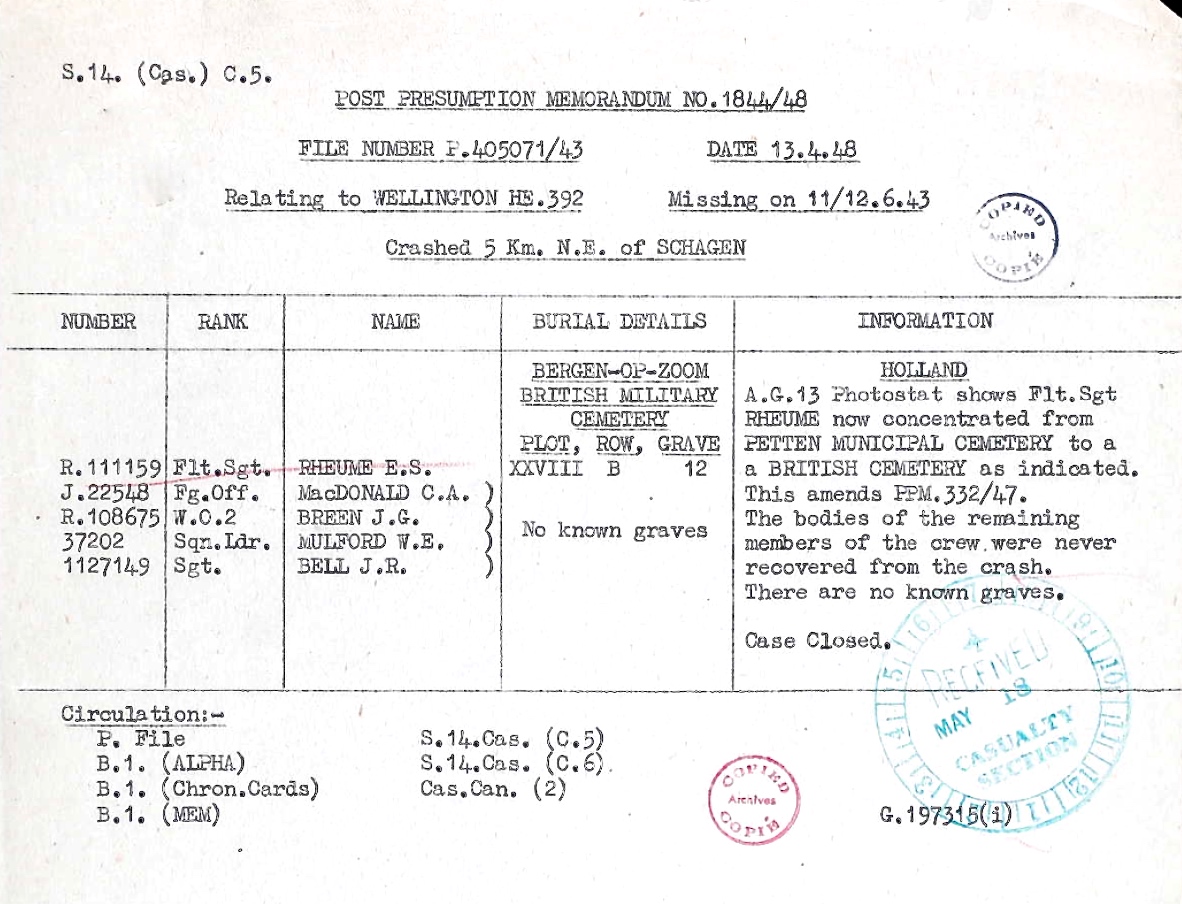 S.14. (Cas.) C.5.
POST PRESUMPTION MEMORANDUM NO.1844/48
FILE NUMBER P.405071/43 DATE 13.4.48
Relating to WELLINGTON HE.392 Missing on 11/12.6.43
Crashed 5 Km. N.E. of SCHAGEN
COPIED
Archives
COPIÉ
NUMBER RANK NAME BURIAL DETAILS INFORMATION
BERGEN-OP-ZOOM HOLLAND
BRITISH MILITARY A.G.13 Photostat shows Flt.Sgt
CEMETERY RHEUME now concentrated from
PLOT, ROW, GRAVE PETTEN MUNICIPAL CEMETERY to a
R.111159 Flt.Sgt. RHEUME E.S. XXVIII B 12 a BRITISH CEMETERY as indicated.
J.22548 Fg.Off. MacDONALD C.A. ) This amends PPM.332/47.
R.108675 W.O.2 BREEN J.G. ) No known graves The bodies of the remaining
37202 Sqn.Ldr. MULFORD W.E. ) members of the crew.were never
1127149 Sgt. BELL J.R. ) recovered from the crash.
There are no known graves.
Case Closed.
RECEIVED
MAY 18
CASUALTY
SECTION
Circulation:-
P. File S.14.Cas. (C.5)
B.1. (ALPHA) S.14.Cas. (C.6).
B.1. (Chron.Cards) Cas.Can. (2)
B.1. (MEM) G.197315(i)
COPIED
Archives
COPIÉ